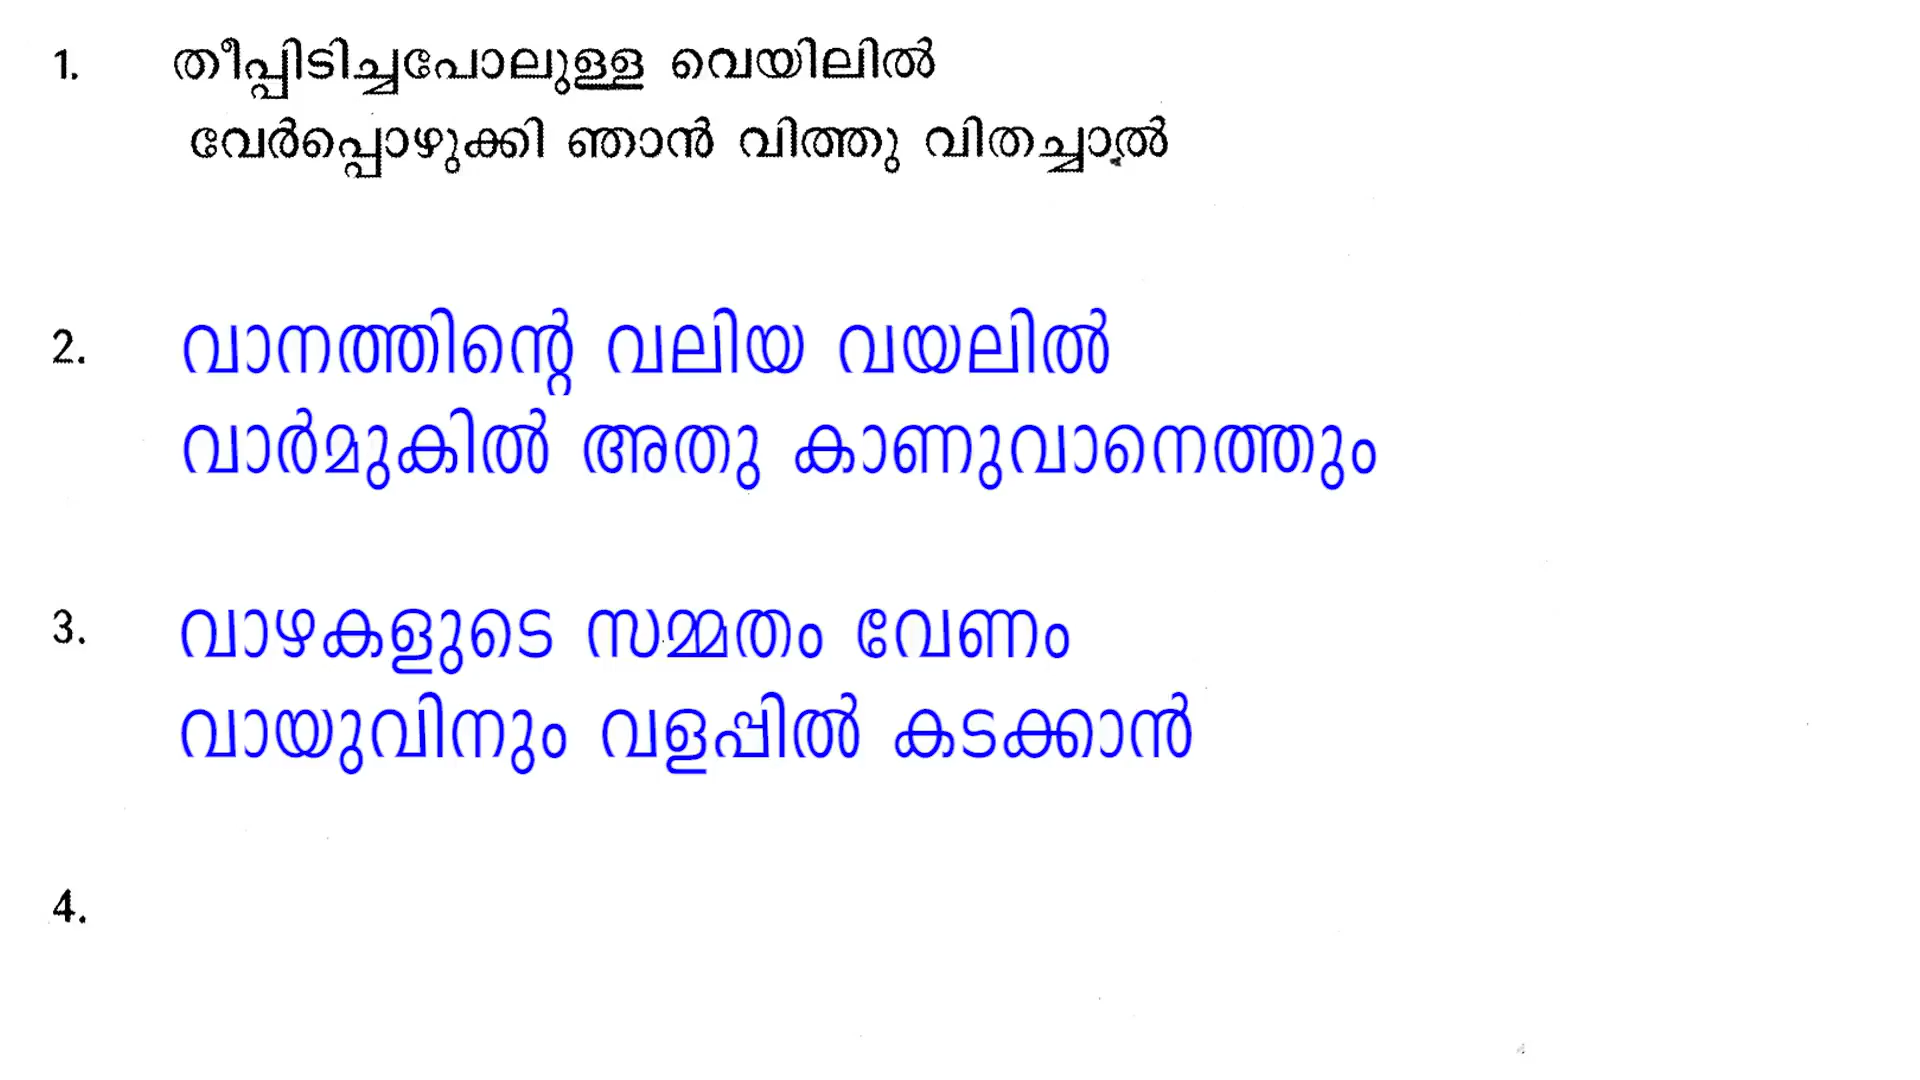 1. തീപ്പിടിച്ചപോലുള്ള വെയിലിൽ
വേർപ്പൊഴുക്കി ഞാൻ വിത്തു വിതച്ചാൽ
2. വാനത്തിന്റെ വലിയ വയലിൽ
വാർമുകിൽ അതു കാണുവാനെത്തും
3. വാഴകളുടെ സമ്മതം വേണം
വായുവിനും വളപ്പിൽ കടക്കാൻ
4.